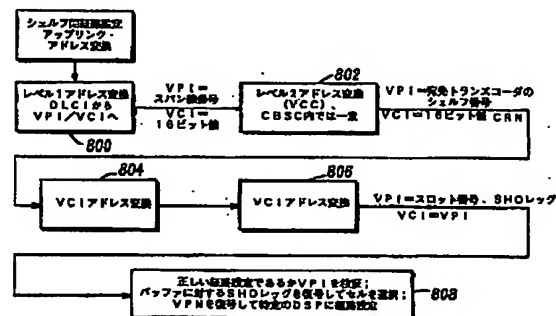 シェルフ間経路設定
アップリンク・
アドレス変換
レベル1アドレス変換
DLCIから
VPI/VCIへ
800
VPI=
スパン線番号
VCI=
16ビット値
802
レベル2アドレス変換
(VCC)、
CBSC内では一意
VPI=宛先トランスコーダの
シェルフ番号
VCI=16ビット値 CRN
804
VCIアドレス変換
806
VCIアドレス変換
VPI=スロット番号、SHOレッグ
VCI=VPI
正しい経路設定であるかVPIを検証;
バッファに対するSHOレッグを復号してセルを選択;
VPNを復号して特定のDSPに経路設定
808